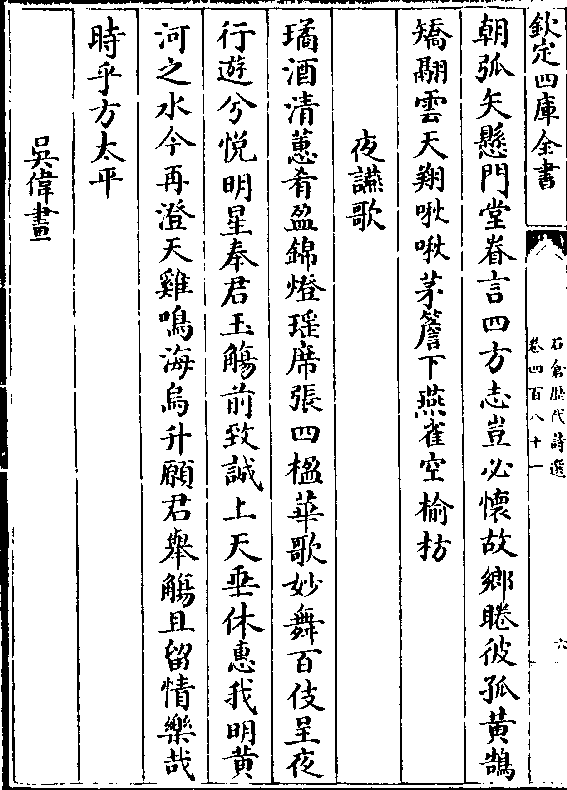 欽定四庫全書
石倉歷代詩選
卷四百八十一
六
朝弧矢懸門堂眷言四方志豈必懷故鄉睠彼孤黃鵠
矯翮雲天翔啾啾茅簷下燕雀空楡枋
夜讌歌
璚酒清蕙肴盈錦燈瑶席張四楹華歌妙舞百伎呈夜
行遊兮悦明星奉君玉觴前致誠上天垂休惠我明黃
河之水今再澄天雞鳴海烏升願君舉觴且留情樂哉
時乎方太平
吳偉畫